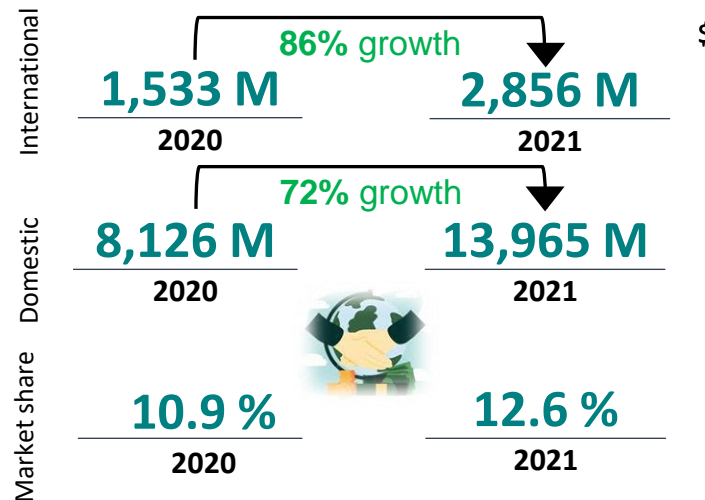 International
86% growth
$
1,533 M
2,856 M
2020
2021
Domestic
72% growth
8,126 M
13,965 M
2020
2021
Market share
10.9 %
12.6 %
2020
2021